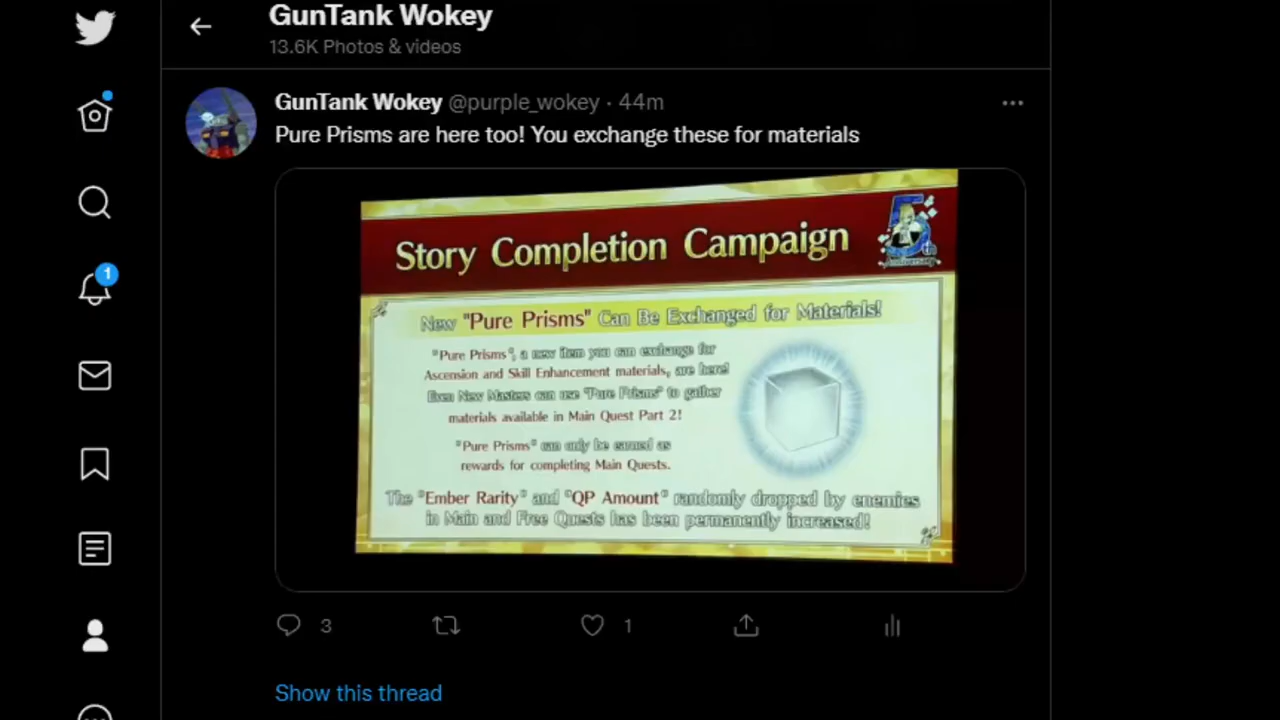 GunTank Wokey
13.6K Photos & videos
GunTank Wokey @purple_wokey · 44m
Pure Prisms are here too! You exchange these for materials
Story Completion Campaign
5th
Anniversary
New "Pure Prisms" Can Be Exchanged for Materials!
"Pure Prisms", a new item you can exchange for
Ascension and Skill Enhancement materials, are here!
Even New Masters can use "Pure Prisms" to gather
materials available in Main Quest Part 2!
"Pure Prisms" can only be earned as
rewards for completing Main Quests.
The "Ember Rarity" and "QP Amount" randomly dropped by enemies
in Main and Free Quests has been permanently increased!
1
3
1
Show this thread